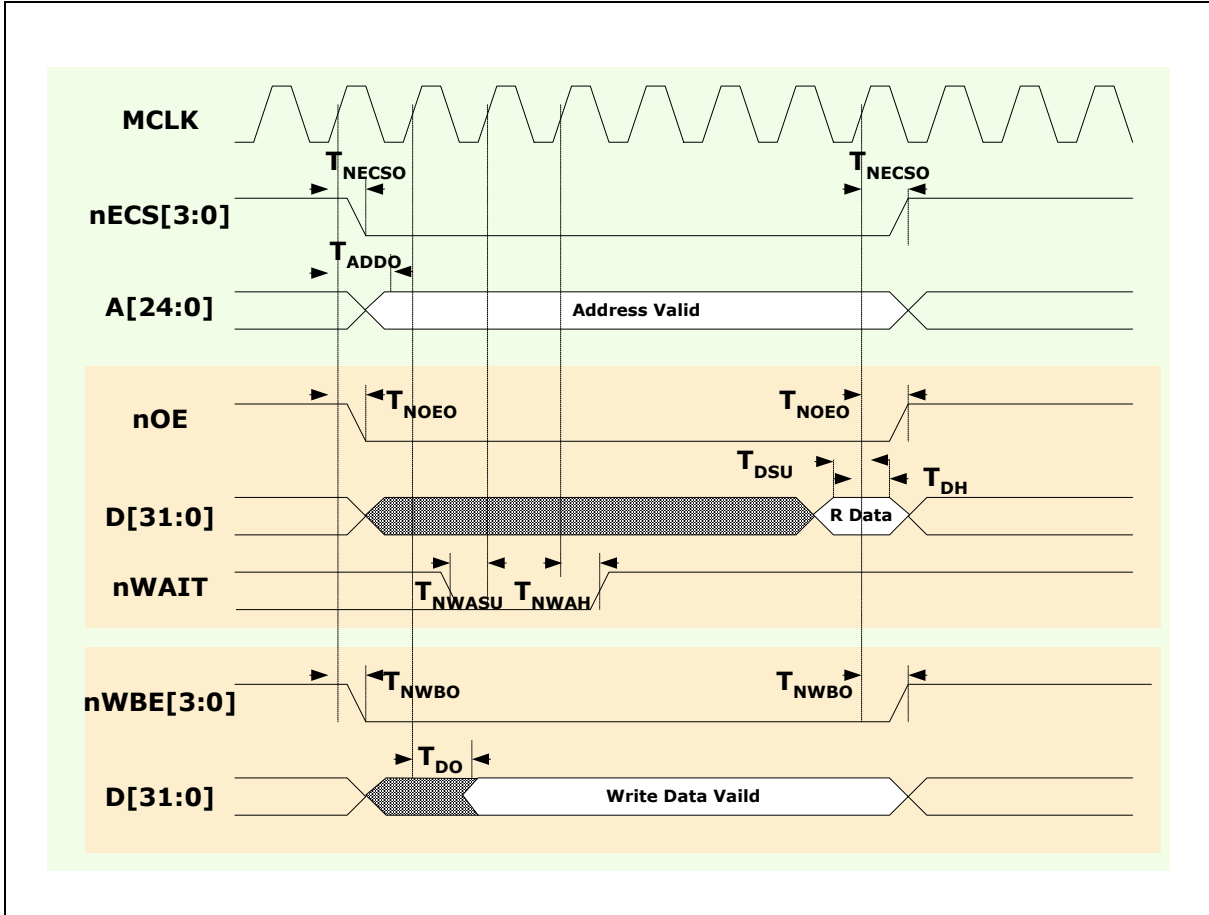 MCLK
TNECSO TNECSO
nECS[3:0]
TADDO
A[24:0] Address Valid
nOE TNOEO TNOEO
TDSU TDH
D[31:0] R Data
nWAIT TNWASU TNWAH
nWBE[3:0] TNWBO TNWBO
TDO
D[31:0] Write Data Vaild